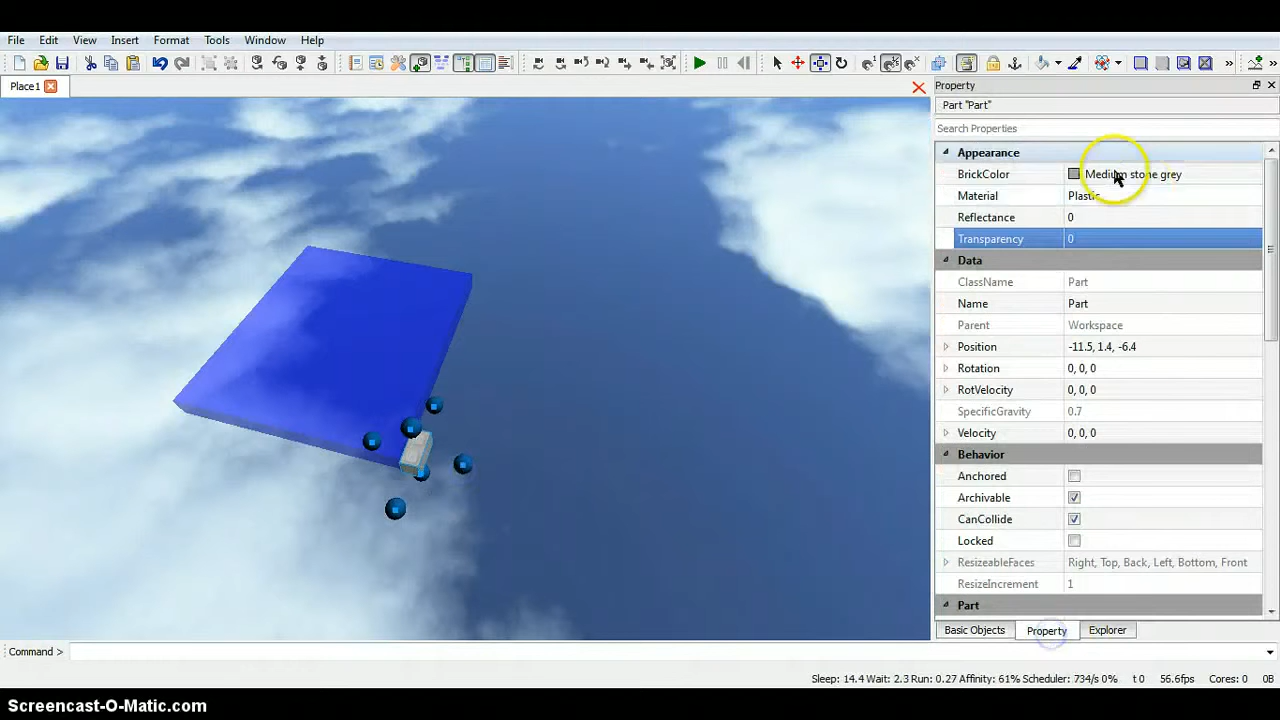 File Edit View Insert Format Tools Window Help
Place1
Property
Part "Part"
Search Properties
Appearance
BrickColor Medium stone grey
Material Plastic
Reflectance 0
Transparency 0
Data
ClassName Part
Name Part
Parent Workspace
Position -11.5, 1.4, -6.4
Rotation 0, 0, 0
RotVelocity 0, 0, 0
SpecificGravity 0.7
Velocity 0, 0, 0
Behavior
Anchored
Archivable
CanCollide
Locked
ResizeableFaces Right, Top, Back, Left, Bottom, Front
ResizeIncrement 1
Part
Basic Objects Property Explorer
Command >
Sleep: 14.4 Wait: 2.3 Run: 0.27 Affinity: 61% Scheduler: 734/s 0% t 0 56.6fps Cores: 0 0B
Screencast-O-Matic.com